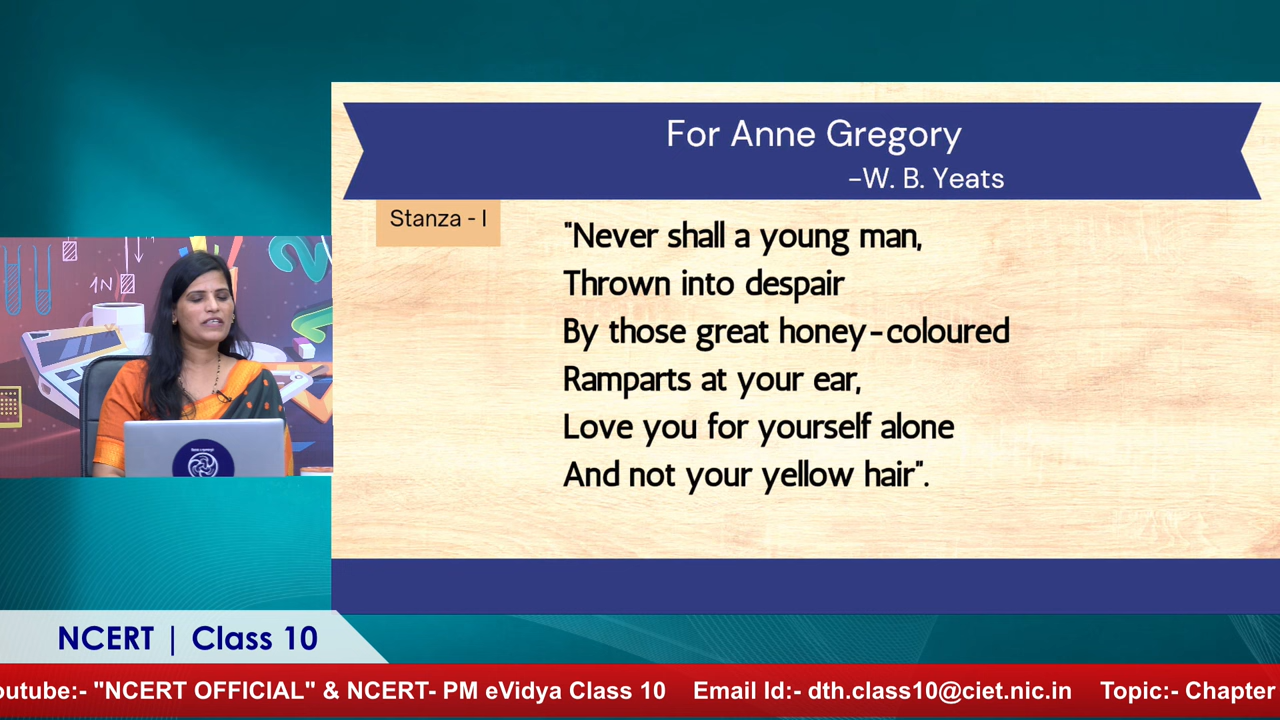 For Anne Gregory
-W. B. Yeats
Stanza - I
"Never shall a young man,
Thrown into despair
By those great honey-coloured
Ramparts at your ear,
Love you for yourself alone
And not your yellow hair".
NCERT | Class 10
outube:- "NCERT OFFICIAL" & NCERT- PM eVidya Class 10 Email Id:- dth.class10@ciet.nic.in Topic:- Chapter